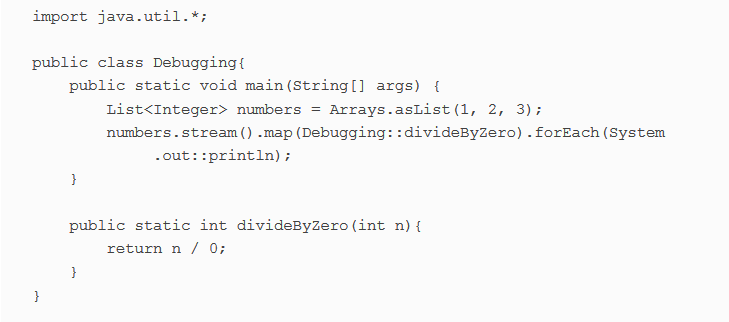 import java.util.*;

public class Debugging{
    public static void main(String[] args) {
        List<Integer> numbers = Arrays.asList(1, 2, 3);
        numbers.stream().map(Debugging::divideByZero).forEach(System
             .out::println);
    }

    public static int divideByZero(int n){
        return n / 0;
    }
}